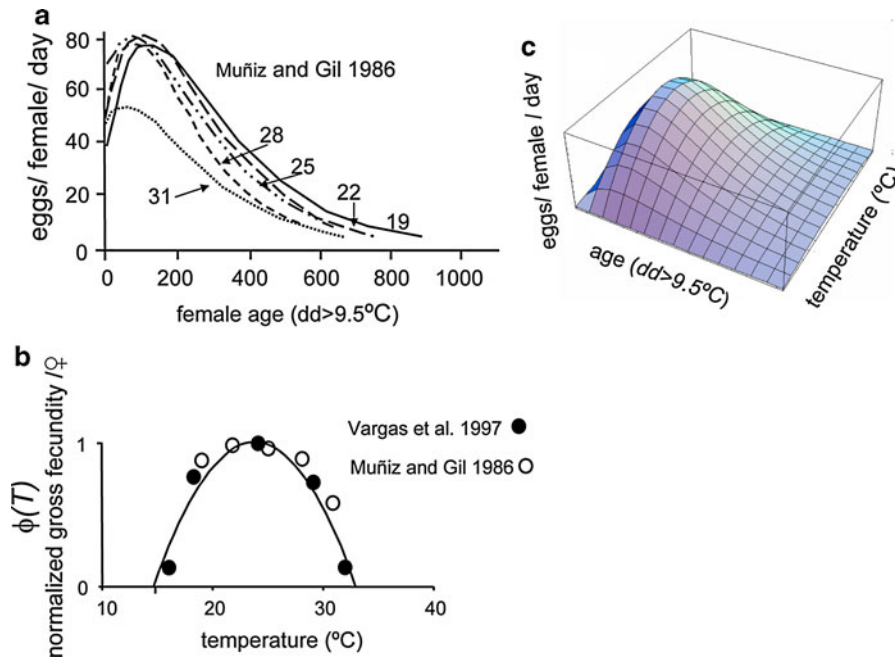 a
80
60
40
20
0
eggs/ female/ day
Muñiz and Gil 1986
28
25
31
22
19
0 200 400 600 800 1000
female age (dd>9.5ºC)
c
eggs/ female / day
age (dd>9.5ºC)
temperature (ºC)
b
ϕ(T)
normalized gross fecundity /♀
1
0
Vargas et al. 1997
Muñiz and Gil 1986
10 20 30 40
temperature (ºC)